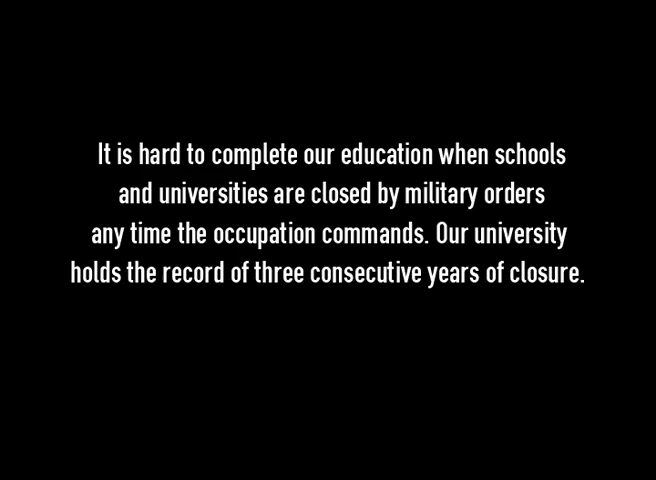 It is hard to complete our education when schools
and universities are closed by military orders
any time the occupation commands. Our university
holds the record of three consecutive years of closure.